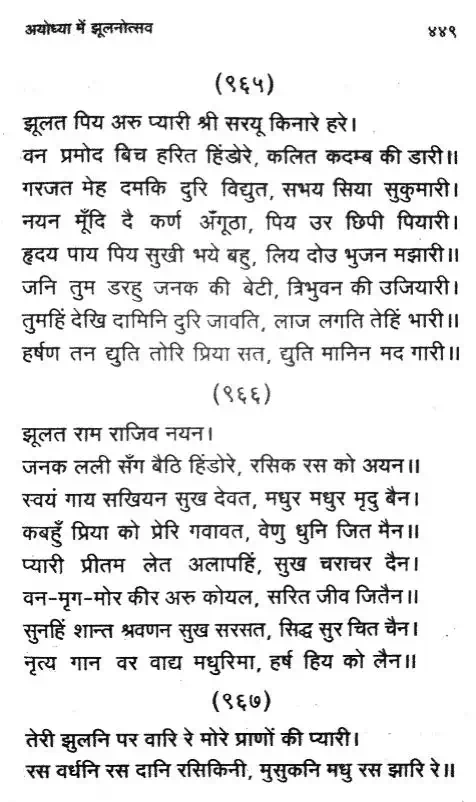 अयोध्या में झूलनोत्सव ४४९
(९६५)
झूलत पिय अरु प्यारी श्री सरयू किनारे हरे।
वन प्रमोद बिच हरित हिंडोरे, कलित कदम्ब की डारी॥
गरजत मेह दमकि दुरि विद्युत, सभय सिया सुकुमारी।
नयन मूँदि दै कर्ण अँगूठा, पिय उर छिपी पियारी।
हृदय पाय पिय सुखी भये बहु, लिय दोउ भुजन मझारी॥
जनि तुम डरहु जनक की बेटी, त्रिभुवन की उजियारी।
तुमहिं देखि दामिनि दुरि जावति, लाज लगति तेहिं भारी॥
हर्षण तन द्युति तोरि प्रिया सत, द्युति मानिन मद गारी॥
(९६६)
झूलत राम राजिव नयन।
जनक लली सँग बैठि हिंडोरे, रसिक रस को अयन॥
स्वयं गाय सखियन सुख देवत, मधुर मधुर मृदु बैन।
कबहुँ प्रिया को प्रेरि गवावत, वेणु धुनि जित मैन॥
प्यारी प्रीतम लेत अलापहिं, सुख चराचर दैन।
वन-मृग-मोर कीर अरु कोयल, सरित जीव जितैन॥
सुनहिं शान्त श्रवणन सुख सरसत, सिद्ध सुर चित चैन।
नृत्य गान वर वाद्य मधुरिमा, हर्ष हिय को लैन॥
(९६७)
तेरी झुलनि पर वारि रे मोरे प्राणों की प्यारी।
रस वर्धनि रस दानि रसिकिनी, मुसुकनि मधु रस झारि रे॥